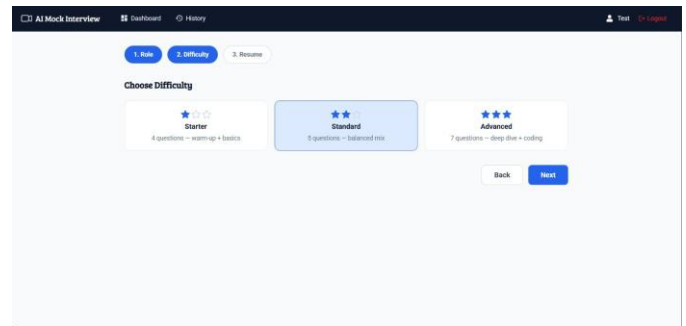 AI Mock Interview Dashboard History Test Logout
1. Role 2. Difficulty 3. Resume
Choose Difficulty
Starter
4 questions – warm-up + basics
Standard
5 questions – balanced mix
Advanced
7 questions – deep dive + coding
Back Next